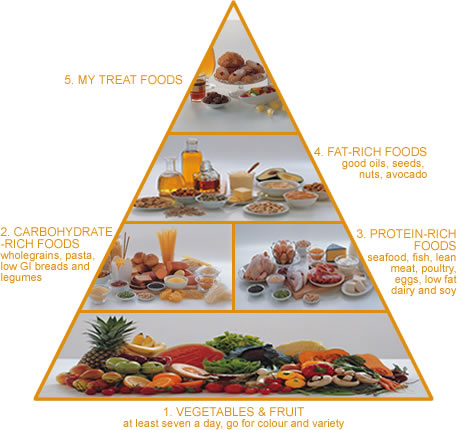 5. MY TREAT FOODS
4. FAT-RICH FOODS
good oils, seeds,
nuts, avocado
2. CARBOHYDRATE
-RICH FOODS
wholegrains, pasta,
low GI breads and
legumes
3. PROTEIN-RICH
FOODS
seafood, fish, lean
meat, poultry,
eggs, low fat
dairy and soy
1. VEGETABLES & FRUIT
at least seven a day, go for colour and variety